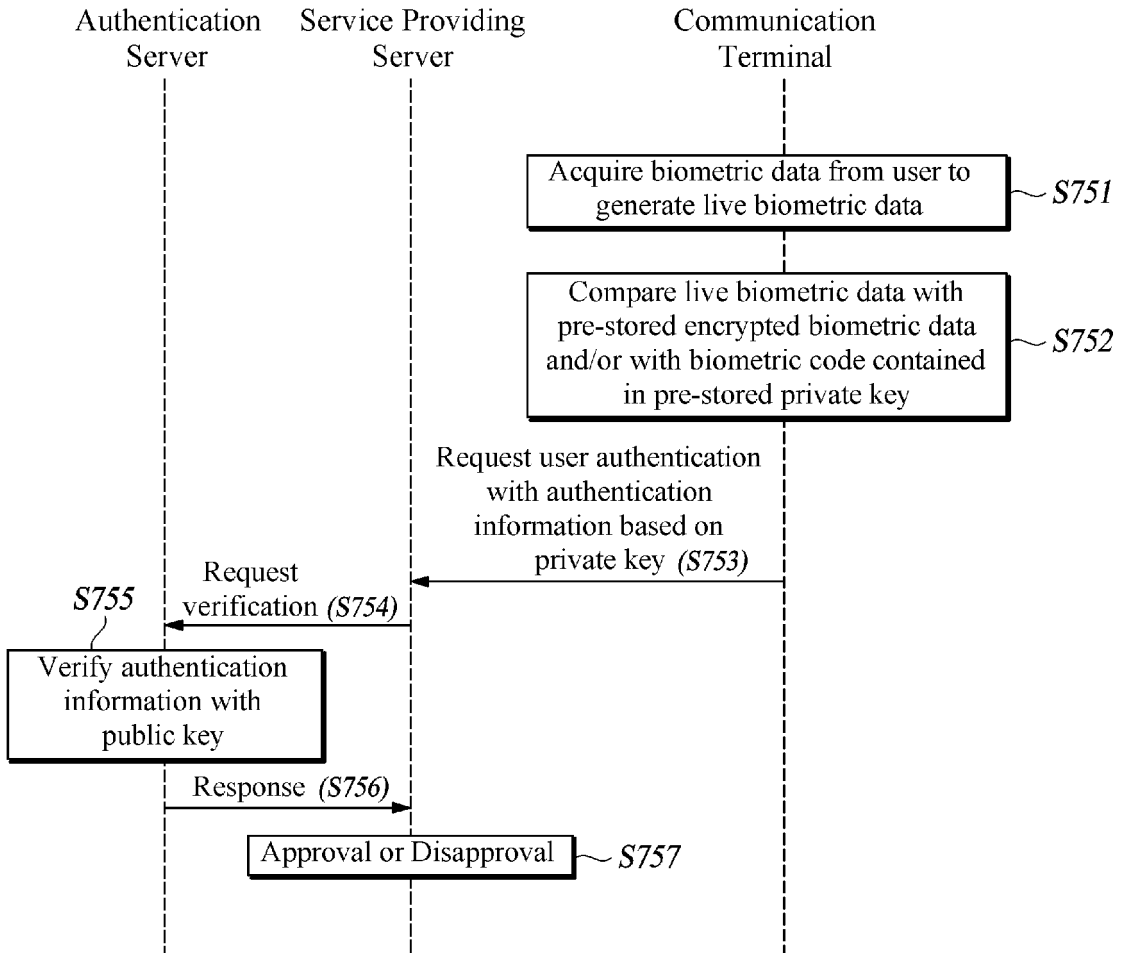 Authentication
Server
Service Providing
Server
Communication
Terminal
Acquire biometric data from user to
generate live biometric data
S751
Compare live biometric data with
pre-stored encrypted biometric data
and/or with biometric code contained
in pre-stored private key
S752
Request user authentication
with authentication
information based on
private key (S753)
Request
verification (S754)
S755
Verify authentication
information with
public key
Response (S756)
Approval or Disapproval
S757